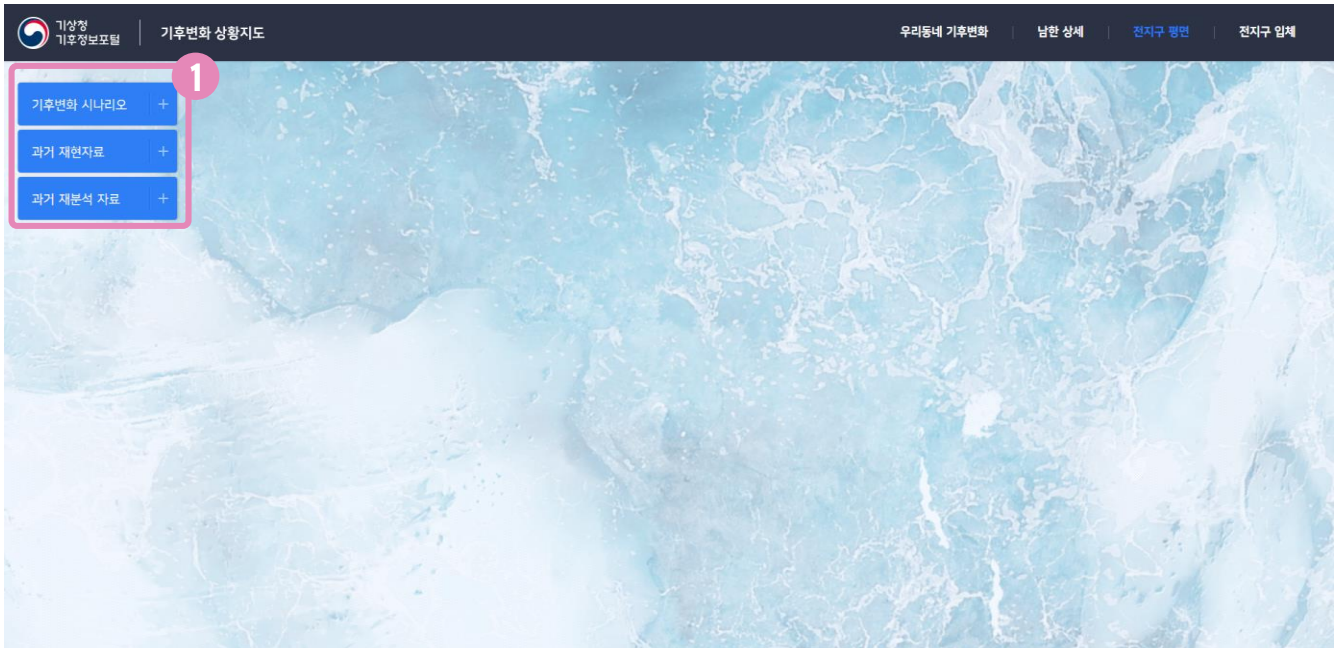 기상청
기후정보포털
기후변화 상황지도
우리동네 기후변화
남한 상세
전지구 평면
전지구 입체
1
기후변화 시나리오 +
과거 재현자료 +
과거 재분석 자료 +